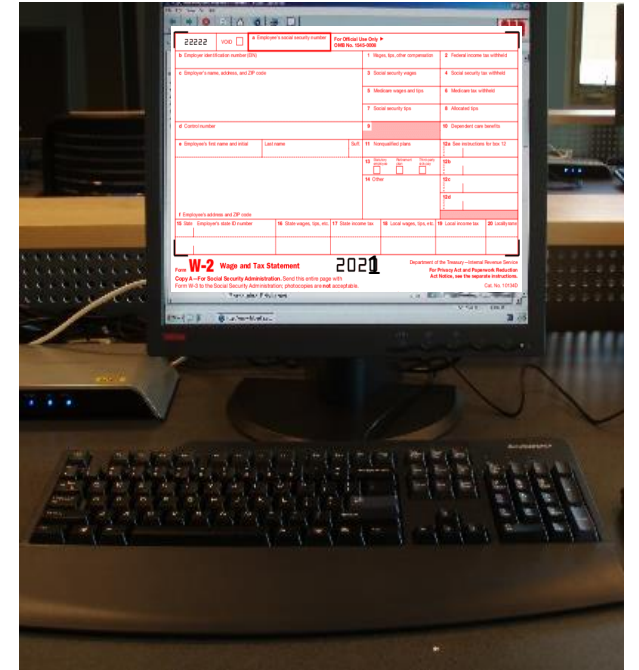 22222
VOID
a Employee's social security number
For Official Use Only ►
OMB No. 1545-0008
b Employer identification number (EIN)
1 Wages, tips, other compensation
2 Federal income tax withheld
c Employer's name, address, and ZIP code
3 Social security wages
4 Social security tax withheld
5 Medicare wages and tips
6 Medicare tax withheld
7 Social security tips
8 Allocated tips
d Control number
9
10 Dependent care benefits
e Employee's first name and initial
Last name
Suff.
11 Nonqualified plans
12a See instructions for box 12
13 Statutory employee Retirement plan Third-party sick pay
12b
14 Other
12c
12d
f Employee's address and ZIP code
15 State Employer's state ID number
16 State wages, tips, etc.
17 State income tax
18 Local wages, tips, etc.
19 Local income tax
20 Locality name
Form W-2 Wage and Tax Statement
Department of the Treasury—Internal Revenue Service
For Privacy Act and Paperwork Reduction
Act Notice, see the separate instructions.
Copy A—For Social Security Administration. Send this entire page with
Form W-3 to the Social Security Administration; photocopies are not acceptable.
Cat. No. 10134D